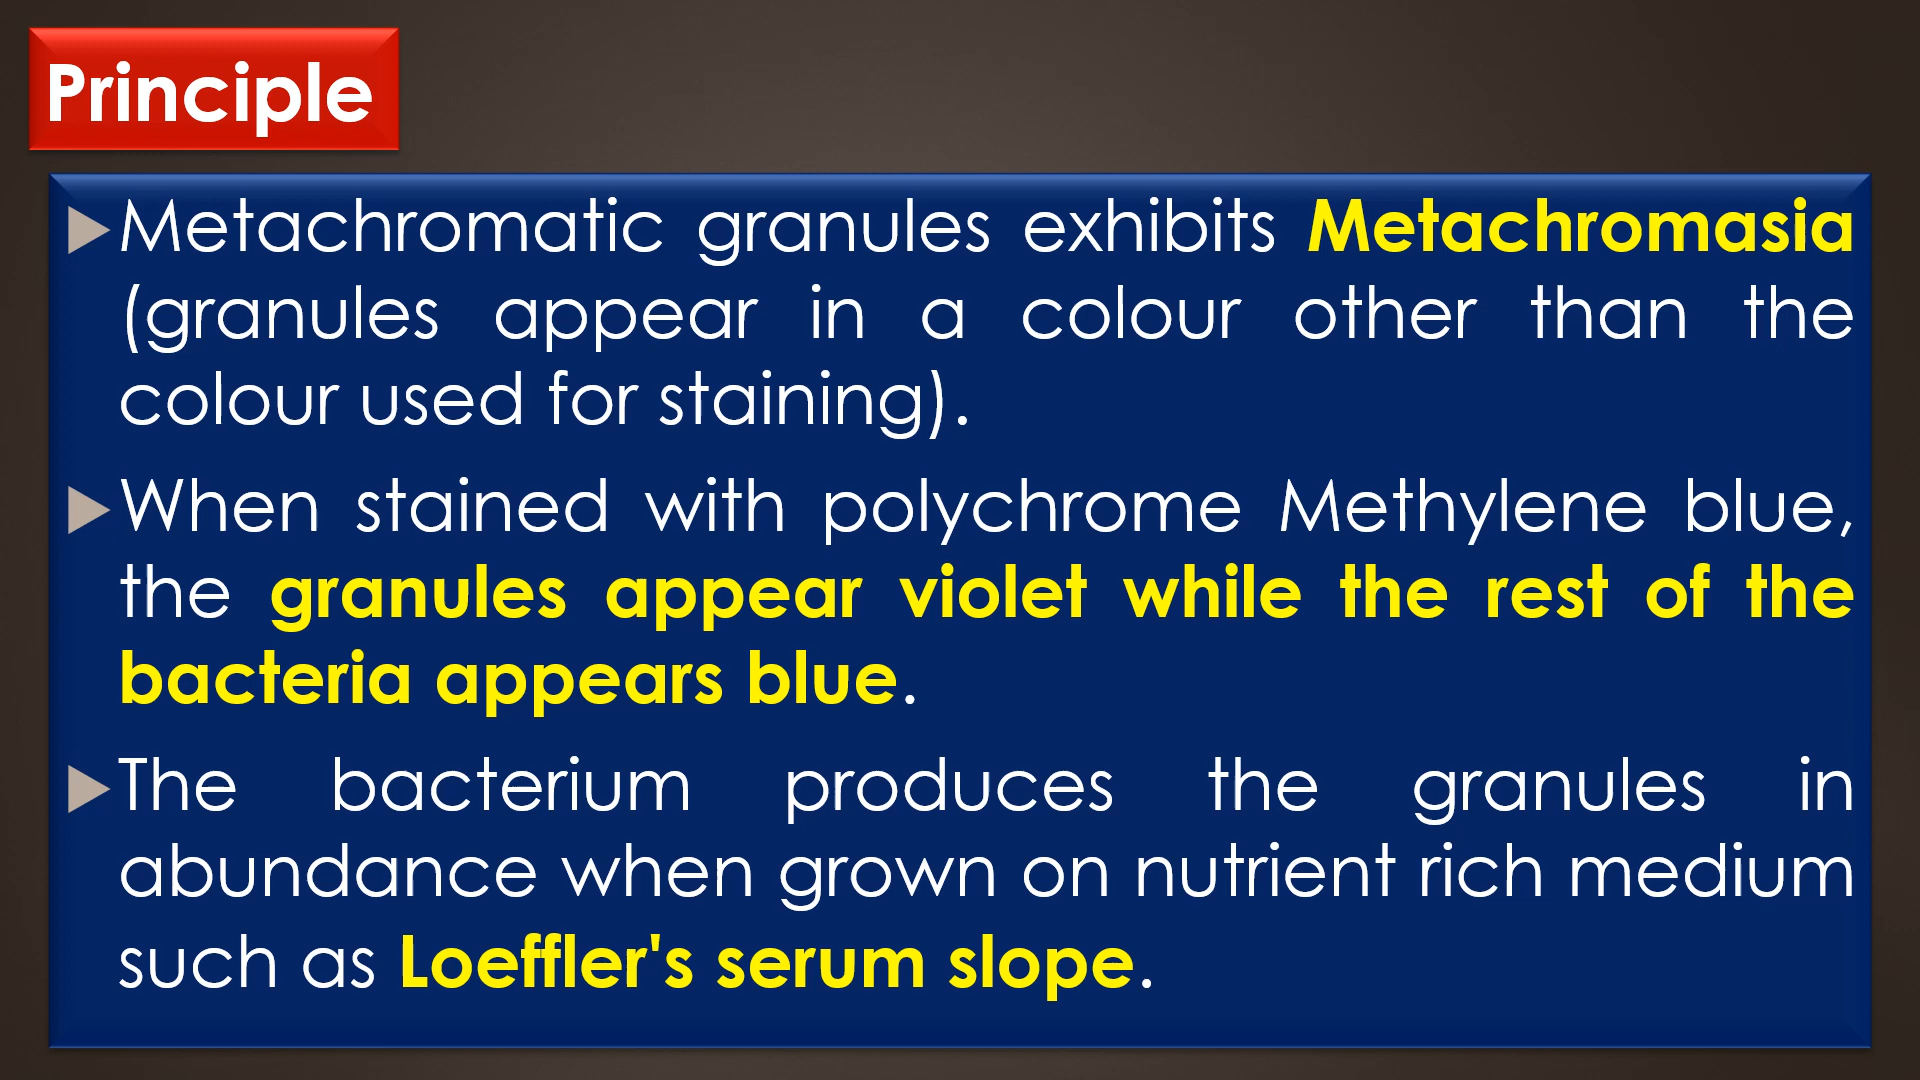 Principle
Metachromatic granules exhibits Metachromasia
(granules appear in a colour other than the
colour used for staining).
When stained with polychrome Methylene blue,
the granules appear violet while the rest of the
bacteria appears blue.
The bacterium produces the granules in
abundance when grown on nutrient rich medium
such as Loeffler's serum slope.